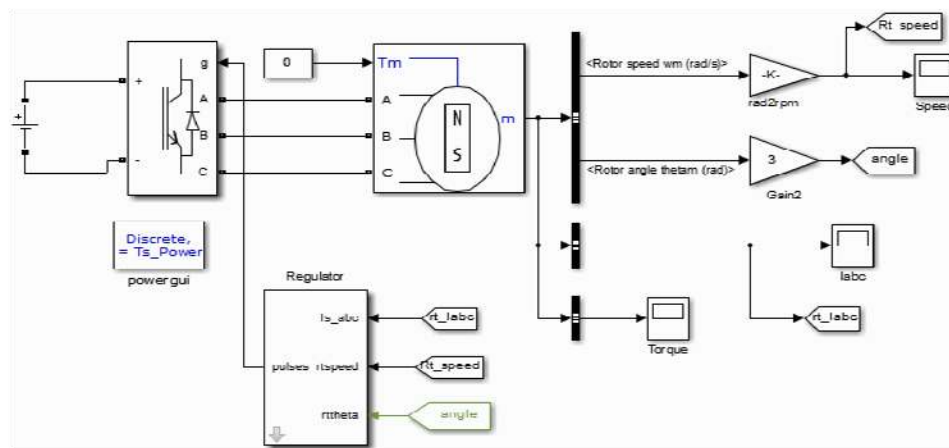 Rt_speed
g
+
0
Tm
<Rotor speed wm (rad/s)>
-K-
rad2rpm
Speed
A
A
+
N
m
B
B
S
3
angle
-
C
C
<Rotor angle thetam (rad)>
Gain2
Discrete,
= Ts_Power
powergui
Regulator
Iabc
Is_abc
rt_Iabc
rt_Iabc
Torque
pulses
rtspeed
Rt_speed
rttheta
angle